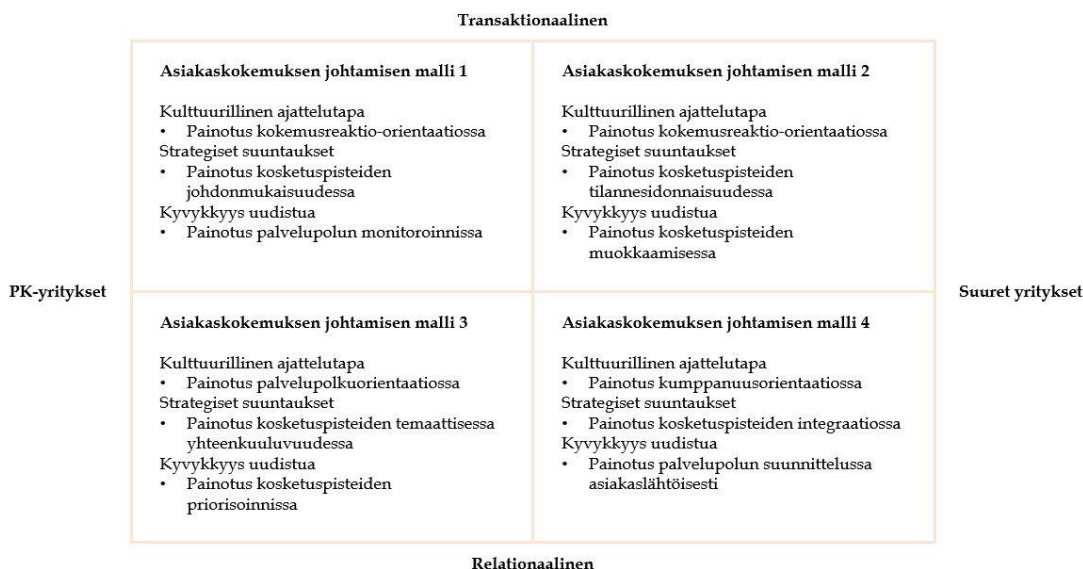 Transaktionaalinen
Asiakaskokemuksen johtamisen malli 1
Kulttuurillinen ajattelutapa
• Painotus kokemusreaktio-orientaatiossa
Strategiset suuntaukset
• Painotus kosketuspisteiden
johdonmukaisuudessa
Kyvykkyys uudistua
• Painotus palvelupolun monitoroinnissa
Asiakaskokemuksen johtamisen malli 2
Kulttuurillinen ajattelutapa
• Painotus kokemusreaktio-orientaatiossa
Strategiset suuntaukset
• Painotus kosketuspisteiden
tilannesidonnaisuudessa
Kyvykkyys uudistua
• Painotus kosketuspisteiden
muokkaamisessa
PK-yritykset
Suuret yritykset
Asiakaskokemuksen johtamisen malli 3
Kulttuurillinen ajattelutapa
• Painotus palvelupolkuorientaatiossa
Strategiset suuntaukset
• Painotus kosketuspisteiden temaattisessa
yhteenkuuluvuudessa
Kyvykkyys uudistua
• Painotus kosketuspisteiden
priorisoinnissa
Asiakaskokemuksen johtamisen malli 4
Kulttuurillinen ajattelutapa
• Painotus kumppanuusorientaatiossa
Strategiset suuntaukset
• Painotus kosketuspisteiden integraatiossa
Kyvykkyys uudistua
• Painotus palvelupolun suunnittelussa
asiakaslähtöisesti
Relationaalinen